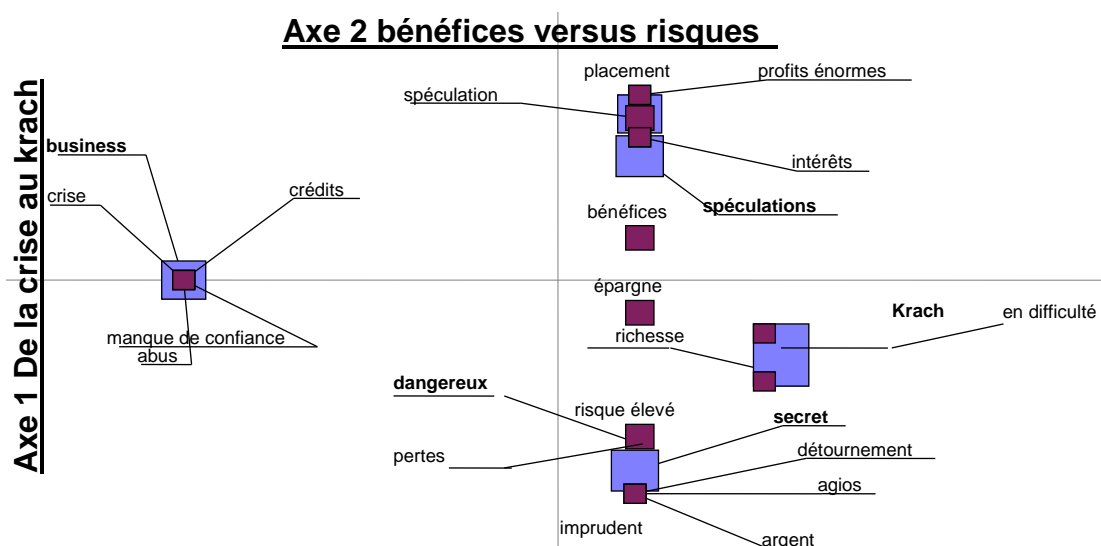 Axe 2 bénéfices versus risques
Axe 1 De la crise au krach
placement
profits énormes
spéculation
business
intérêts
crise
crédits
spéculations
bénéfices
épargne
Krach
en difficulté
manque de confiance
richesse
abus
dangereux
risque élevé
secret
pertes
détournement
agios
imprudent
argent